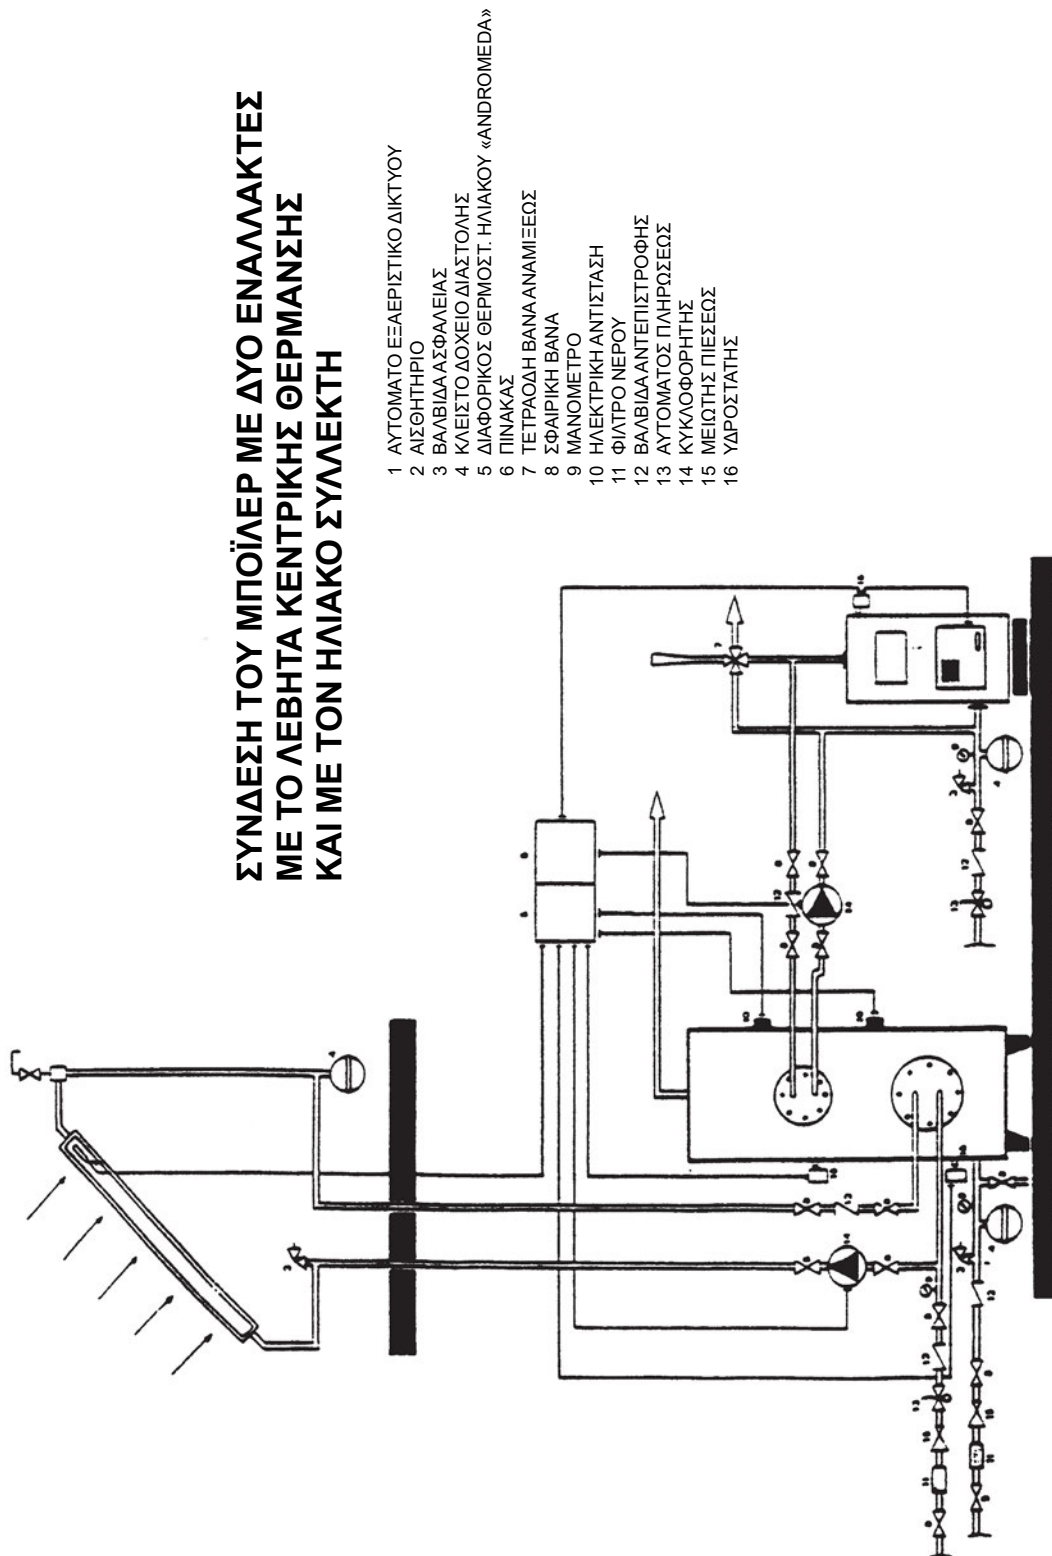 ΣΥΝΔΕΣΗ ΤΟΥ ΜΠΟΪΛΕΡ ΜΕ ΔΥΟ ΕΝΑΛΛΑΚΤΕΣ
ΜΕ ΤΟ ΛΕΒΗΤΑ ΚΕΝΤΡΙΚΗΣ ΘΕΡΜΑΝΣΗΣ
ΚΑΙ ΜΕ ΤΟΝ ΗΛΙΑΚΟ ΣΥΛΛΕΚΤΗ
1 ΑΥΤΟΜΑΤΟ ΕΞΑΕΡΙΣΤΙΚΟ ΔΙΚΤΥΟΥ
2 ΑΙΣΘΗΤΗΡΙΟ
3 ΒΑΛΒΙΔΑ ΑΣΦΑΛΕΙΑΣ
4 ΚΛΕΙΣΤΟ ΔΟΧΕΙΟ ΔΙΑΣΤΟΛΗΣ
5 ΔΙΑΦΟΡΙΚΟΣ ΘΕΡΜΟΣΤ. ΗΛΙΑΚΟΥ «ANDROMEDA»
6 ΠΙΝΑΚΑΣ
7 ΤΕΤΡΑΟΔΗ ΒΑΝΑ ΑΝΑΜΙΞΕΩΣ
8 ΣΦΑΙΡΙΚΗ ΒΑΝΑ
9 ΜΑΝΟΜΕΤΡΟ
10 ΗΛΕΚΤΡΙΚΗ ΑΝΤΙΣΤΑΣΗ
11 ΦΙΛΤΡΟ ΝΕΡΟΥ
12 ΒΑΛΒΙΔΑ ΑΝΤΕΠΙΣΤΡΟΦΗΣ
13 ΑΥΤΟΜΑΤΟΣ ΠΛΗΡΩΣΕΩΣ
14 ΚΥΚΛΟΦΟΡΗΤΗΣ
15 ΜΕΙΩΤΗΣ ΠΙΕΣΕΩΣ
16 ΥΔΡΟΣΤΑΤΗΣ